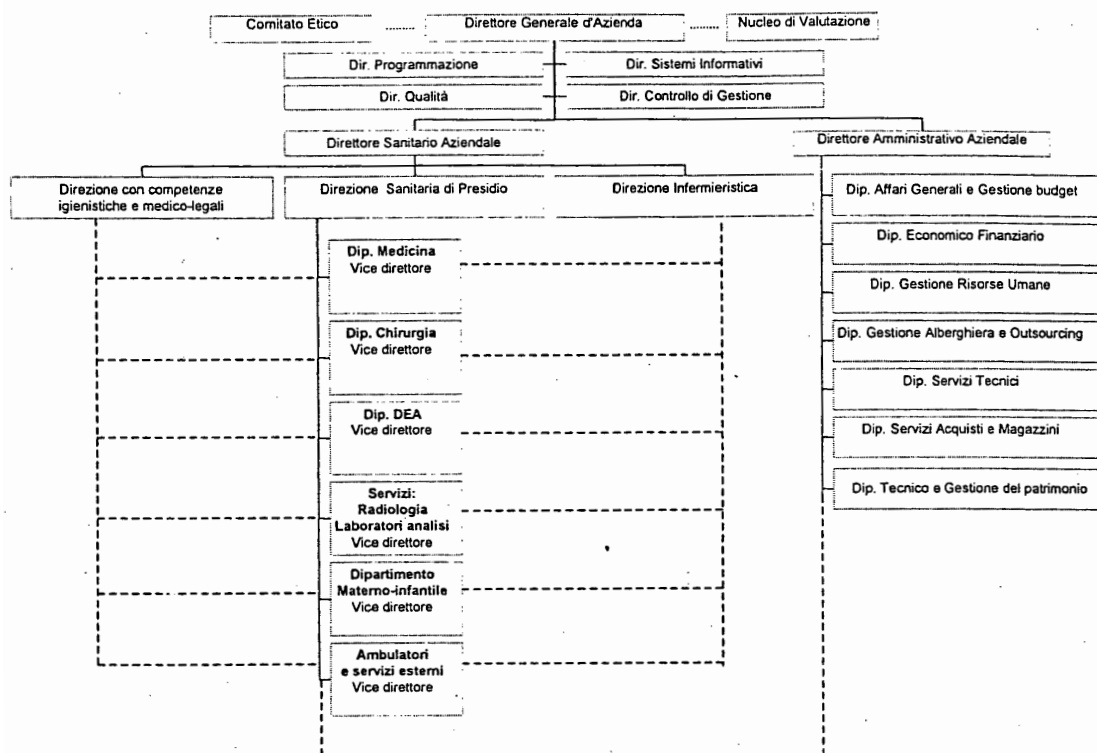 Comitato Etico ........ Direttore Generale d'Azienda ........ Nucleo di Valutazione
Dir. Programmazione
Dir. Sistemi Informativi
Dir. Qualità
Dir. Controllo di Gestione
Direttore Sanitario Aziendale
Direttore Amministrativo Aziendale
Direzione con competenze
igienistiche e medico-legali
Direzione Sanitaria di Presidio
Direzione Infermieristica
Dip. Medicina
Vice direttore
Dip. Chirurgia
Vice direttore
Dip. DEA
Vice direttore
Servizi:
Radiologia
Laboratori analisi
Vice direttore
Dipartimento
Materno-infantile
Vice direttore
Ambulatori
e servizi esterni
Vice direttore
Dip. Affari Generali e Gestione budget
Dip. Economico Finanziario
Dip. Gestione Risorse Umane
Dip. Gestione Alberghiera e Outsourcing
Dip. Servizi Tecnici
Dip. Servizi Acquisti e Magazzini
Dip. Tecnico e Gestione del patrimonio